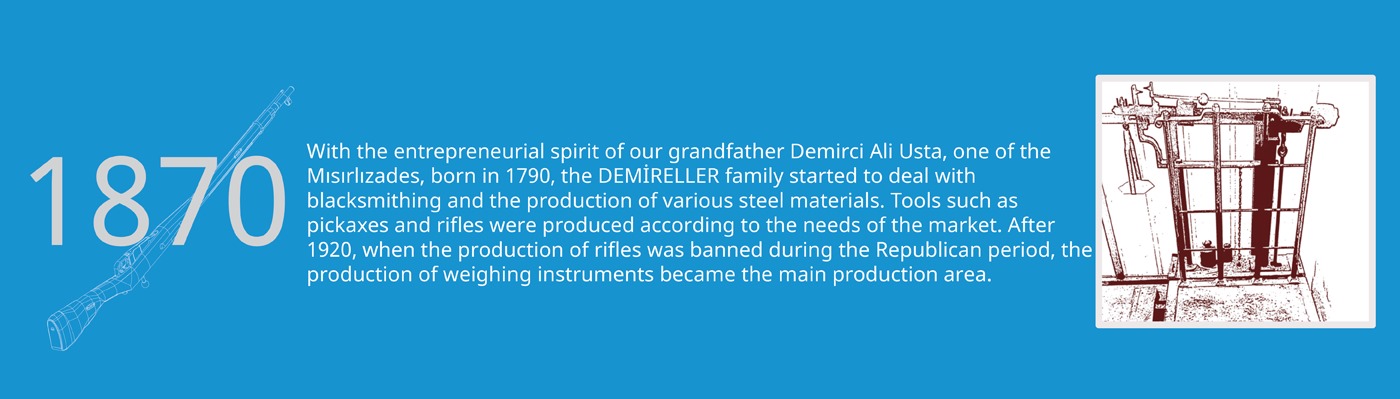 1870
With the entrepreneurial spirit of our grandfather Demirci Ali Usta, one of the
Mısırlızades, born in 1790, the DEMİRELLER family started to deal with
blacksmithing and the production of various steel materials. Tools such as
pickaxes and rifles were produced according to the needs of the market. After
1920, when the production of rifles was banned during the Republican period, the
production of weighing instruments became the main production area.